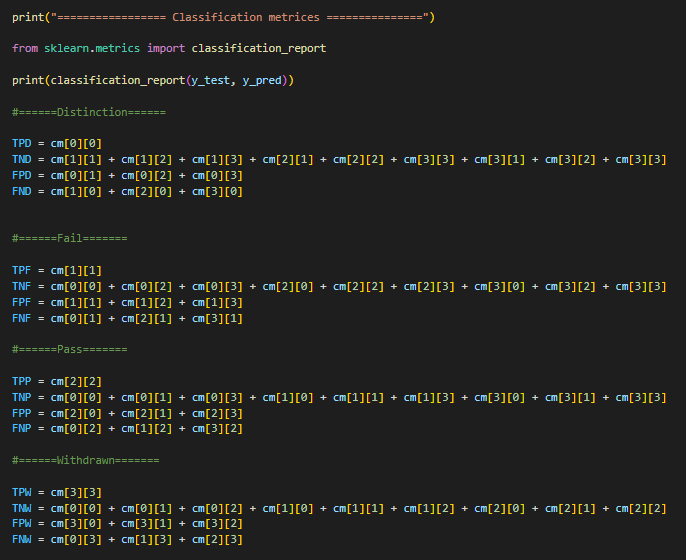 print("================= Classification metrices ===============")
from sklearn.metrics import classification_report
print(classification_report(y_test, y_pred))
#======Distinction======
TPD = cm[0][0]
TND = cm[1][1] + cm[1][2] + cm[1][3] + cm[2][1] + cm[2][2] + cm[3][3] + cm[3][1] + cm[3][2] + cm[3][3]
FPD = cm[0][1] + cm[0][2] + cm[0][3]
FND = cm[1][0] + cm[2][0] + cm[3][0]
#======Fail=======
TPF = cm[1][1]
TNF = cm[0][0] + cm[0][2] + cm[0][3] + cm[2][0] + cm[2][2] + cm[2][3] + cm[3][0] + cm[3][2] + cm[3][3]
FPF = cm[1][1] + cm[1][2] + cm[1][3]
FNF = cm[0][1] + cm[2][1] + cm[3][1]
#======Pass=======
TPP = cm[2][2]
TNP = cm[0][0] + cm[0][1] + cm[0][3] + cm[1][0] + cm[1][1] + cm[1][3] + cm[3][0] + cm[3][1] + cm[3][3]
FPP = cm[2][0] + cm[2][1] + cm[2][3]
FNP = cm[0][2] + cm[1][2] + cm[3][2]
#======Withdrawn=======
TPW = cm[3][3]
TNW = cm[0][0] + cm[0][1] + cm[0][2] + cm[1][0] + cm[1][1] + cm[1][2] + cm[2][0] + cm[2][1] + cm[2][2]
FPW = cm[3][0] + cm[3][1] + cm[3][2]
FNW = cm[0][3] + cm[1][3] + cm[2][3]